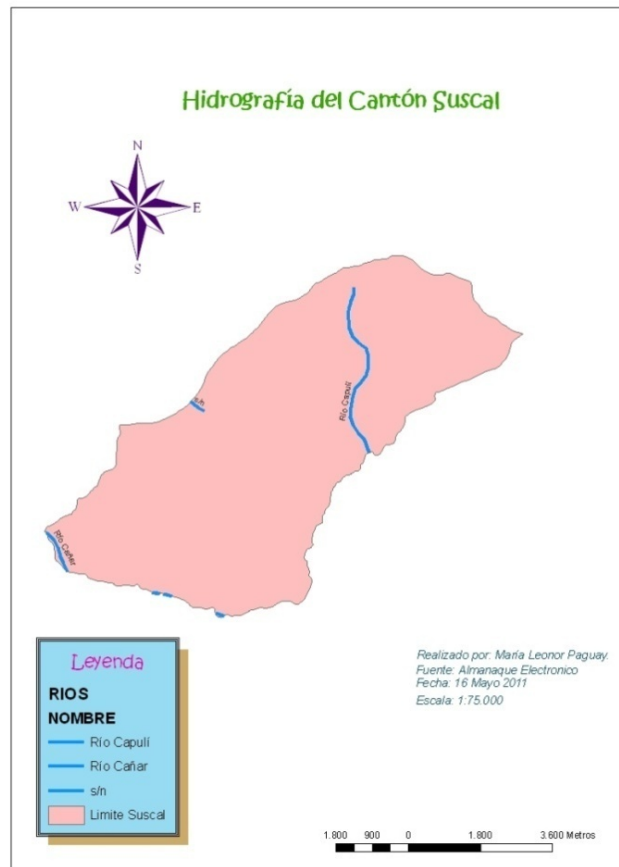 Hidrografía del Cantón Suscal
N
W E
S
Río Capulí
s/n
Río Cañar
Leyenda
RIOS
NOMBRE
Río Capulí
Río Cañar
s/n
Limite Suscal
Realizado por: María Leonor Paguay.
Fuente: Almanaque Electronico
Fecha: 16 Mayo 2011
Escala: 1:75.000
1.800 900 0 1.800 3.600 Metros